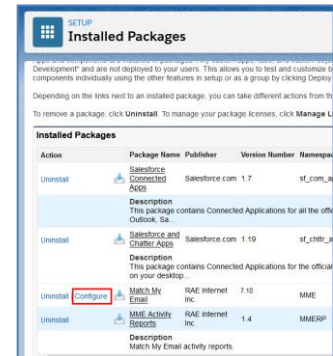 SETUP
Installed Packages
Development" and are not deployed to your users. This allows you to test and customize b
components individually using the other features in setup or as a group by clicking Deploy.
Depending on the links next to an installed package, you can take different actions from th
To remove a package, click Uninstall. To manage your package licenses, click Manage Li
Installed Packages
Action Package Name Publisher Version Number Namespac
Uninstall Salesforce Connected Apps Salesforce.com 1.7 sf_com_a
Description
This package contains Connected Applications for all the offi
Outlook, Sa...
Uninstall Salesforce and Chatter Apps Salesforce.com 1.19 sf_chttr_a
Description
This package contains Connected Applications for the official
on your desktop...
Uninstall Configure Match My Email RAE Internet Inc. 7.10 MME
Uninstall MME Activity Reports RAE Internet Inc. 1.4 MMERP
Description
Match My Email activity reports.